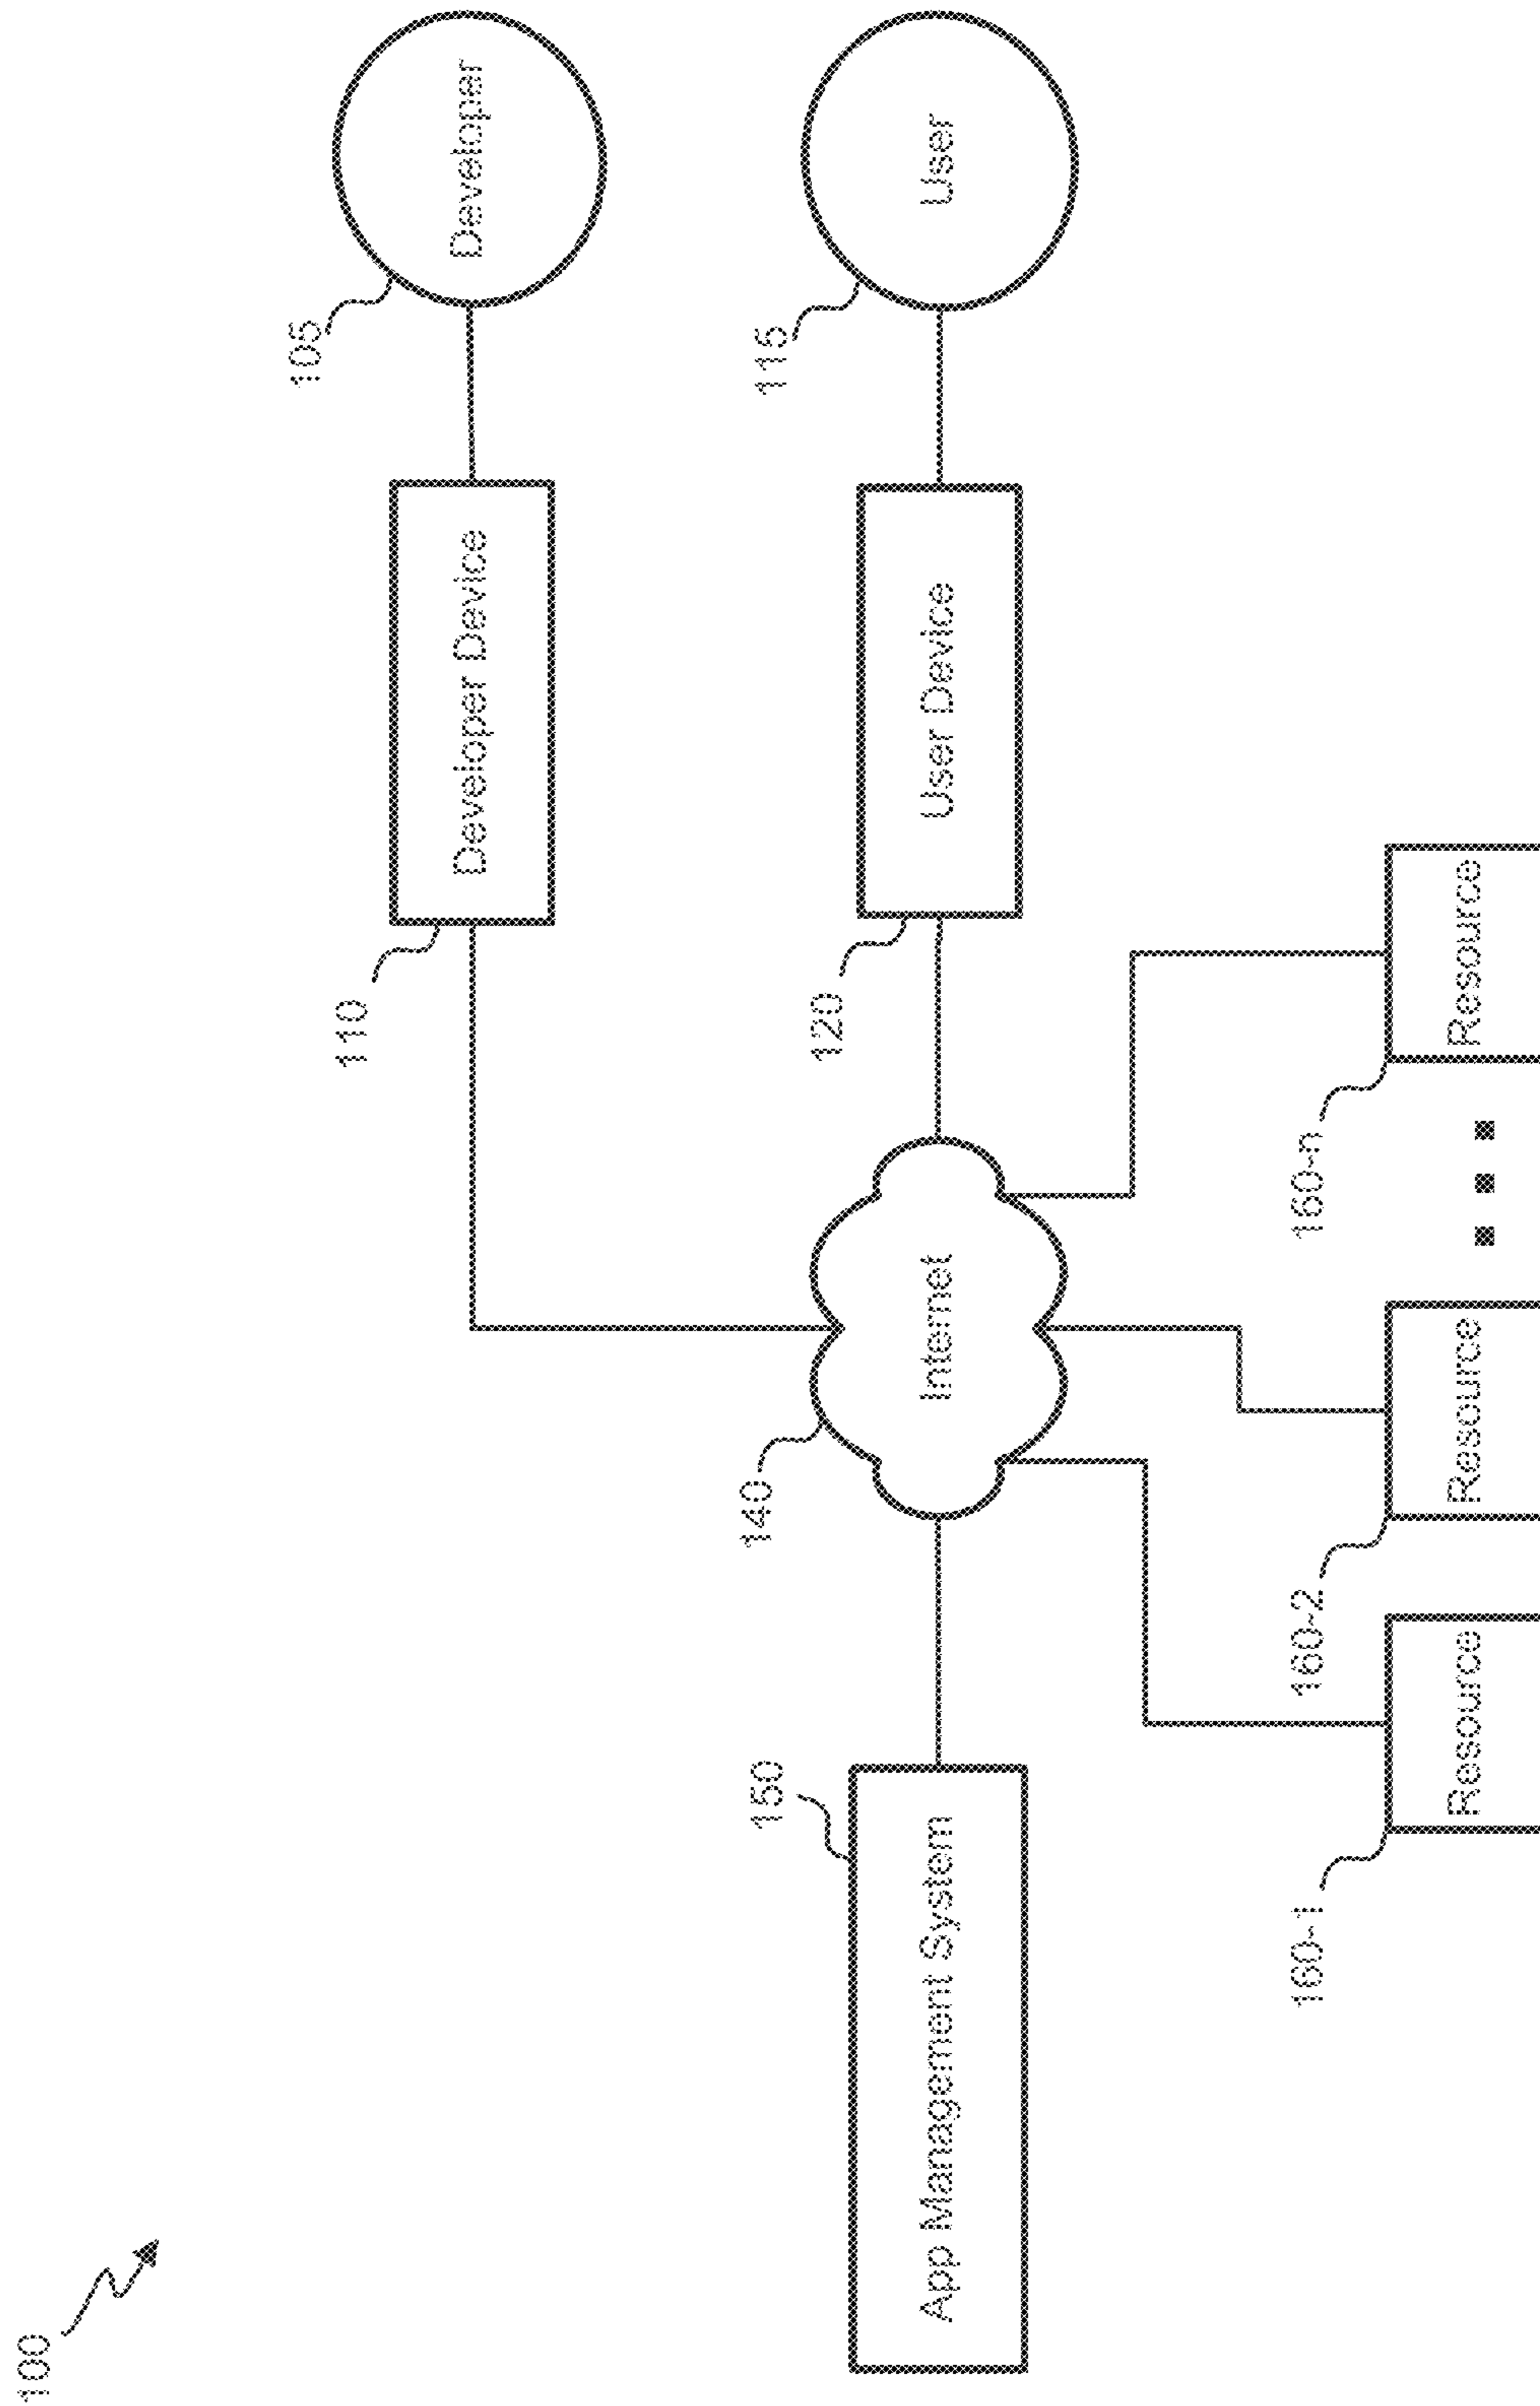 100
105
Developer
110
Developer Device
115
User
120
User Device
140
Internet
150
App Management System
160-1
Resource
160-2
Resource
160-n
Resource